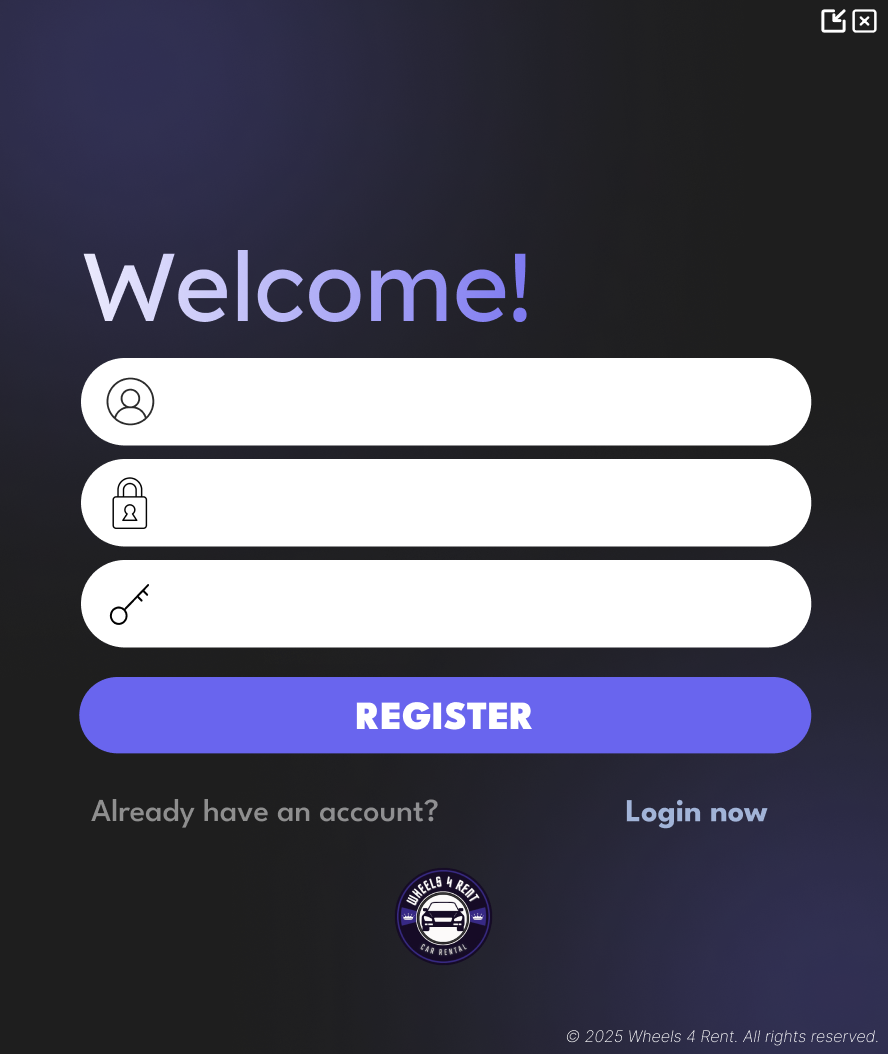 Welcome!
REGISTER
Already have an account? Login now
WHEELS 4 RENT
CAR RENTAL
© 2025 Wheels 4 Rent. All rights reserved.